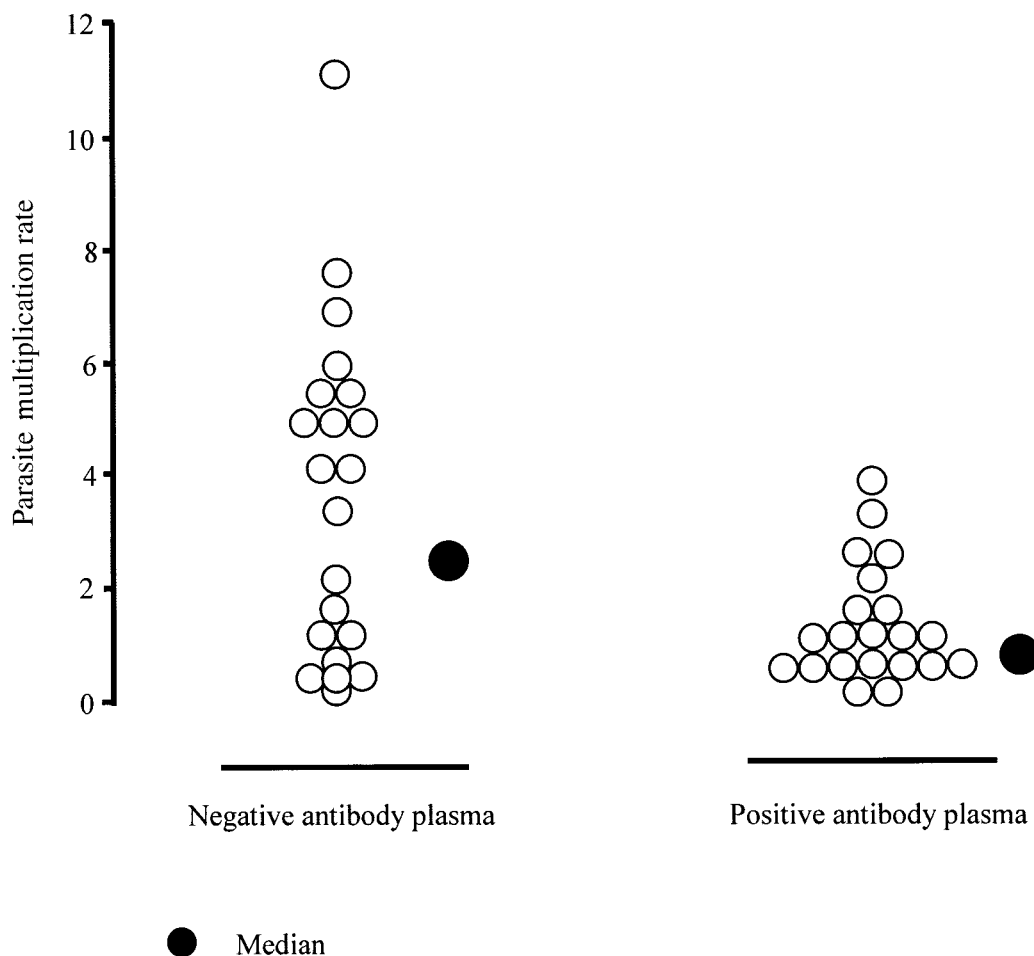 Parasite multiplication rate
12
10
8
6
4
2
0
Negative antibody plasma
Positive antibody plasma
Median